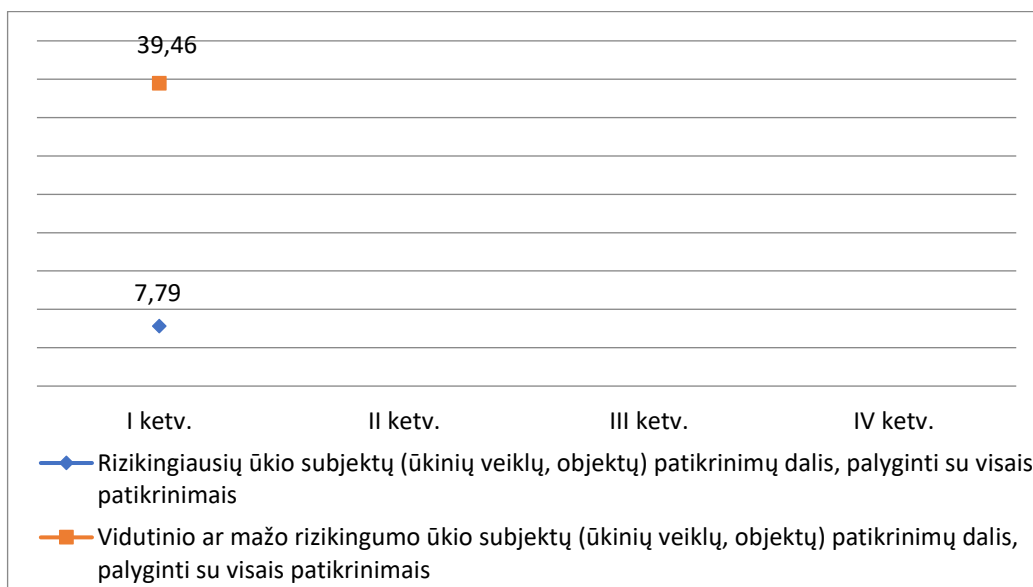 39,46
7,79
I ketv. II ketv. III ketv. IV ketv.
Rizikingiausių ūkio subjektų (ūkinių veiklų, objektų) patikrinimų dalis, palyginti su visais
patikrinimais
Vidutinio ar mažo rizikingumo ūkio subjektų (ūkinių veiklų, objektų) patikrinimų dalis,
palyginti su visais patikrinimais